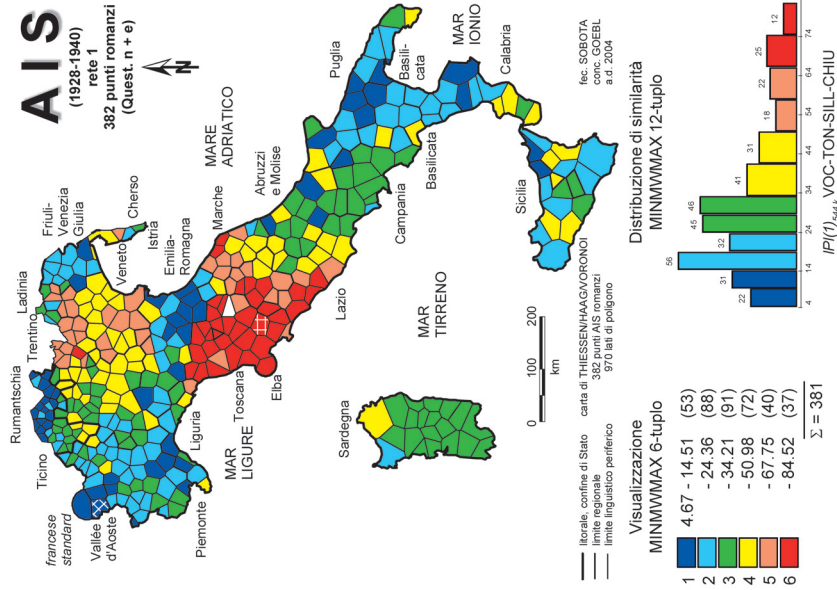 AIS
(1928-1940)
rete 1
382 punti romanzi
(Quest. n + e)
N
francese
standard
Vallée
d'Aoste
Piemonte
Ticino
Rumantschia
Trentino
Ladinia
Friuli-
Venezia
Giulia
Cherso
Istria
Veneto
Emilia-
Romagna
Liguria
MAR
LIGURE
Toscana
Elba
Marche
MARE
ADRIATICO
Abruzzi
e Molise
Lazio
MAR
TIRRENO
Campania
Basilicata
Puglia
Basili-
cata
MAR
IONIO
Calabria
Sicilia
Sardegna
0 100 200
km
litorale, confine di Stato
limite regionale
limite linguistico periferico
carta di THIESSEN/HAAG/VORONOI
382 punti AIS romanzi
970 lati di poligono
fec. SOBOTA
conc. GOEBL
a.d. 2004
Visualizzazione
MINMWMAX 6-tuplo
1 4.67 - 14.51 (53)
2 - 24.36 (88)
3 - 34.21 (91)
4 - 50.98 (72)
5 - 67.75 (40)
6 - 84.52 (37)
Σ = 381
Distribuzione di similarità
MINMWMAX 12-tuplo
22 31 56 32 45 46 41 31 18 22 25 12
4 14 24 34 44 54 64 74
VOC-TON-SILL-CHIU